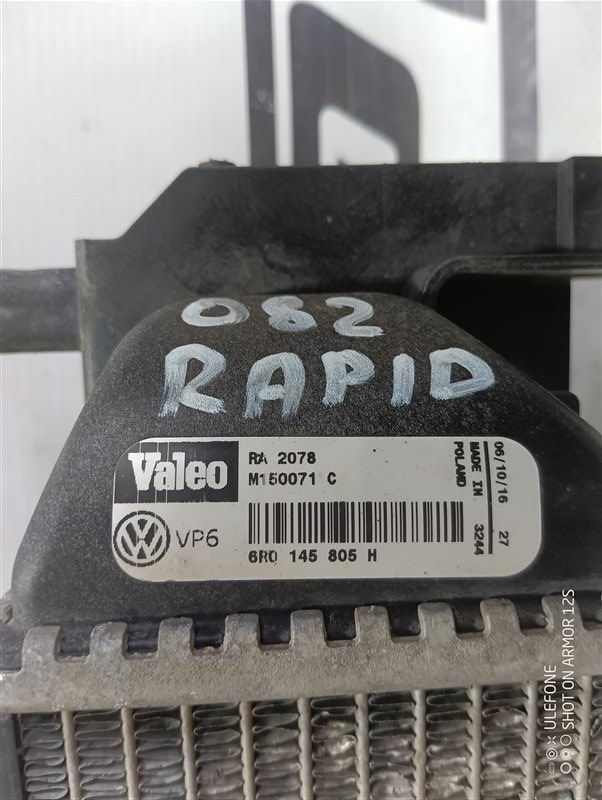 082
RAPID
Valeo
RA 2078
M150071 C
VP6
6R0 145 805 H
MADE IN
POLAND
06/10/16 27
3244
ULEFONE
SHOT ON ARMOR 12S